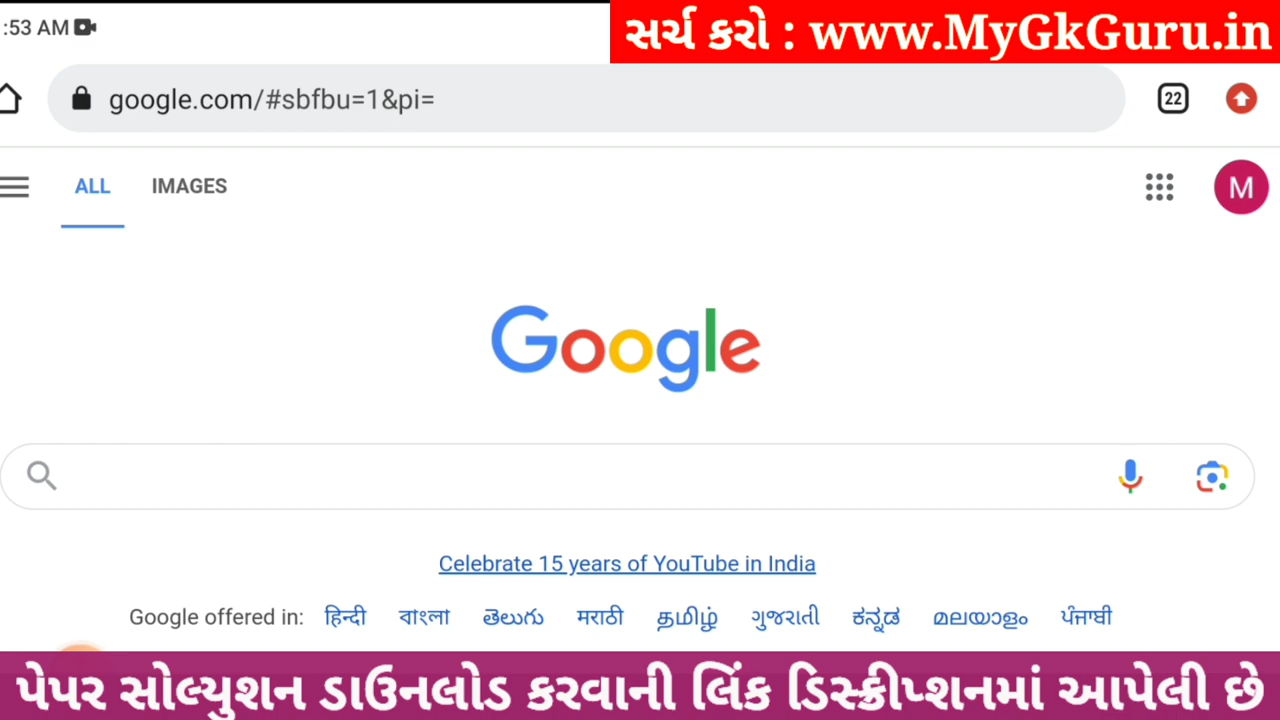 :53 AM
સર્ચ કરો : www.MyGkGuru.in
google.com/#sbfbu=1&pi=
22
ALL IMAGES
M
Google
Celebrate 15 years of YouTube in India
Google offered in: हिन्दी বাংলা తెలుగు मराठी தமிழ் ગુજરાતી ಕನ್ನಡ മലയാളം ਪੰਜਾਬੀ
પેપર સોલ્યુશન ડાઉનલોડ કરવાની લિંક ડિસ્ક્રીપ્શનમાં આપેલી છે